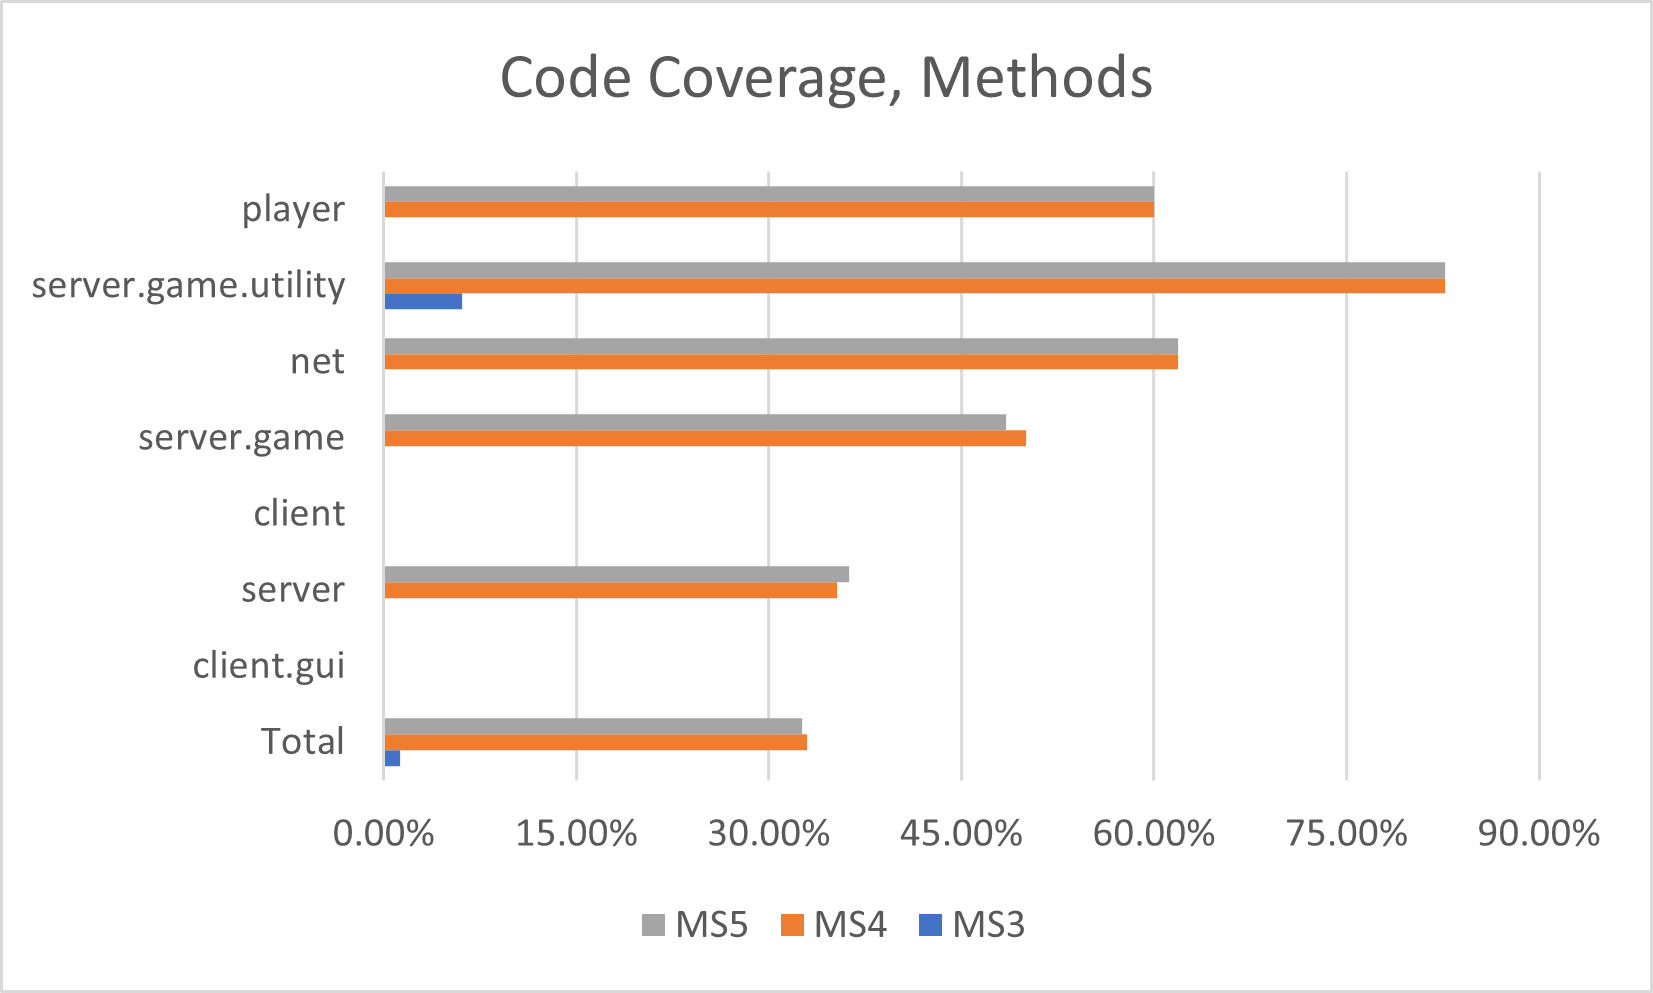 Code Coverage, Methods
player
server.game.utility
net
server.game
client
server
client.gui
Total
0.00% 15.00% 30.00% 45.00% 60.00% 75.00% 90.00%
MS5 MS4 MS3